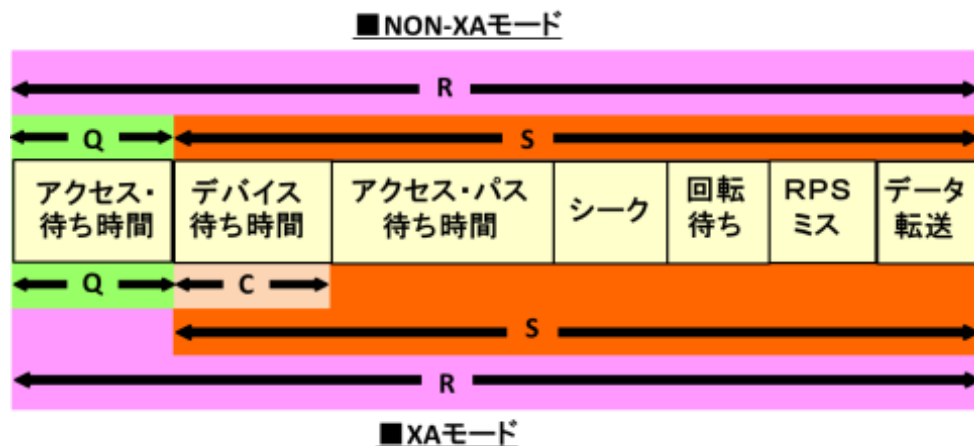 ■NON-XAモード
R
Q S
アクセス・
待ち時間
デバイス
待ち時間
アクセス・パス
待ち時間
シーク
回転
待ち
RPS
ミス
データ
転送
Q C
S
R
■XAモード